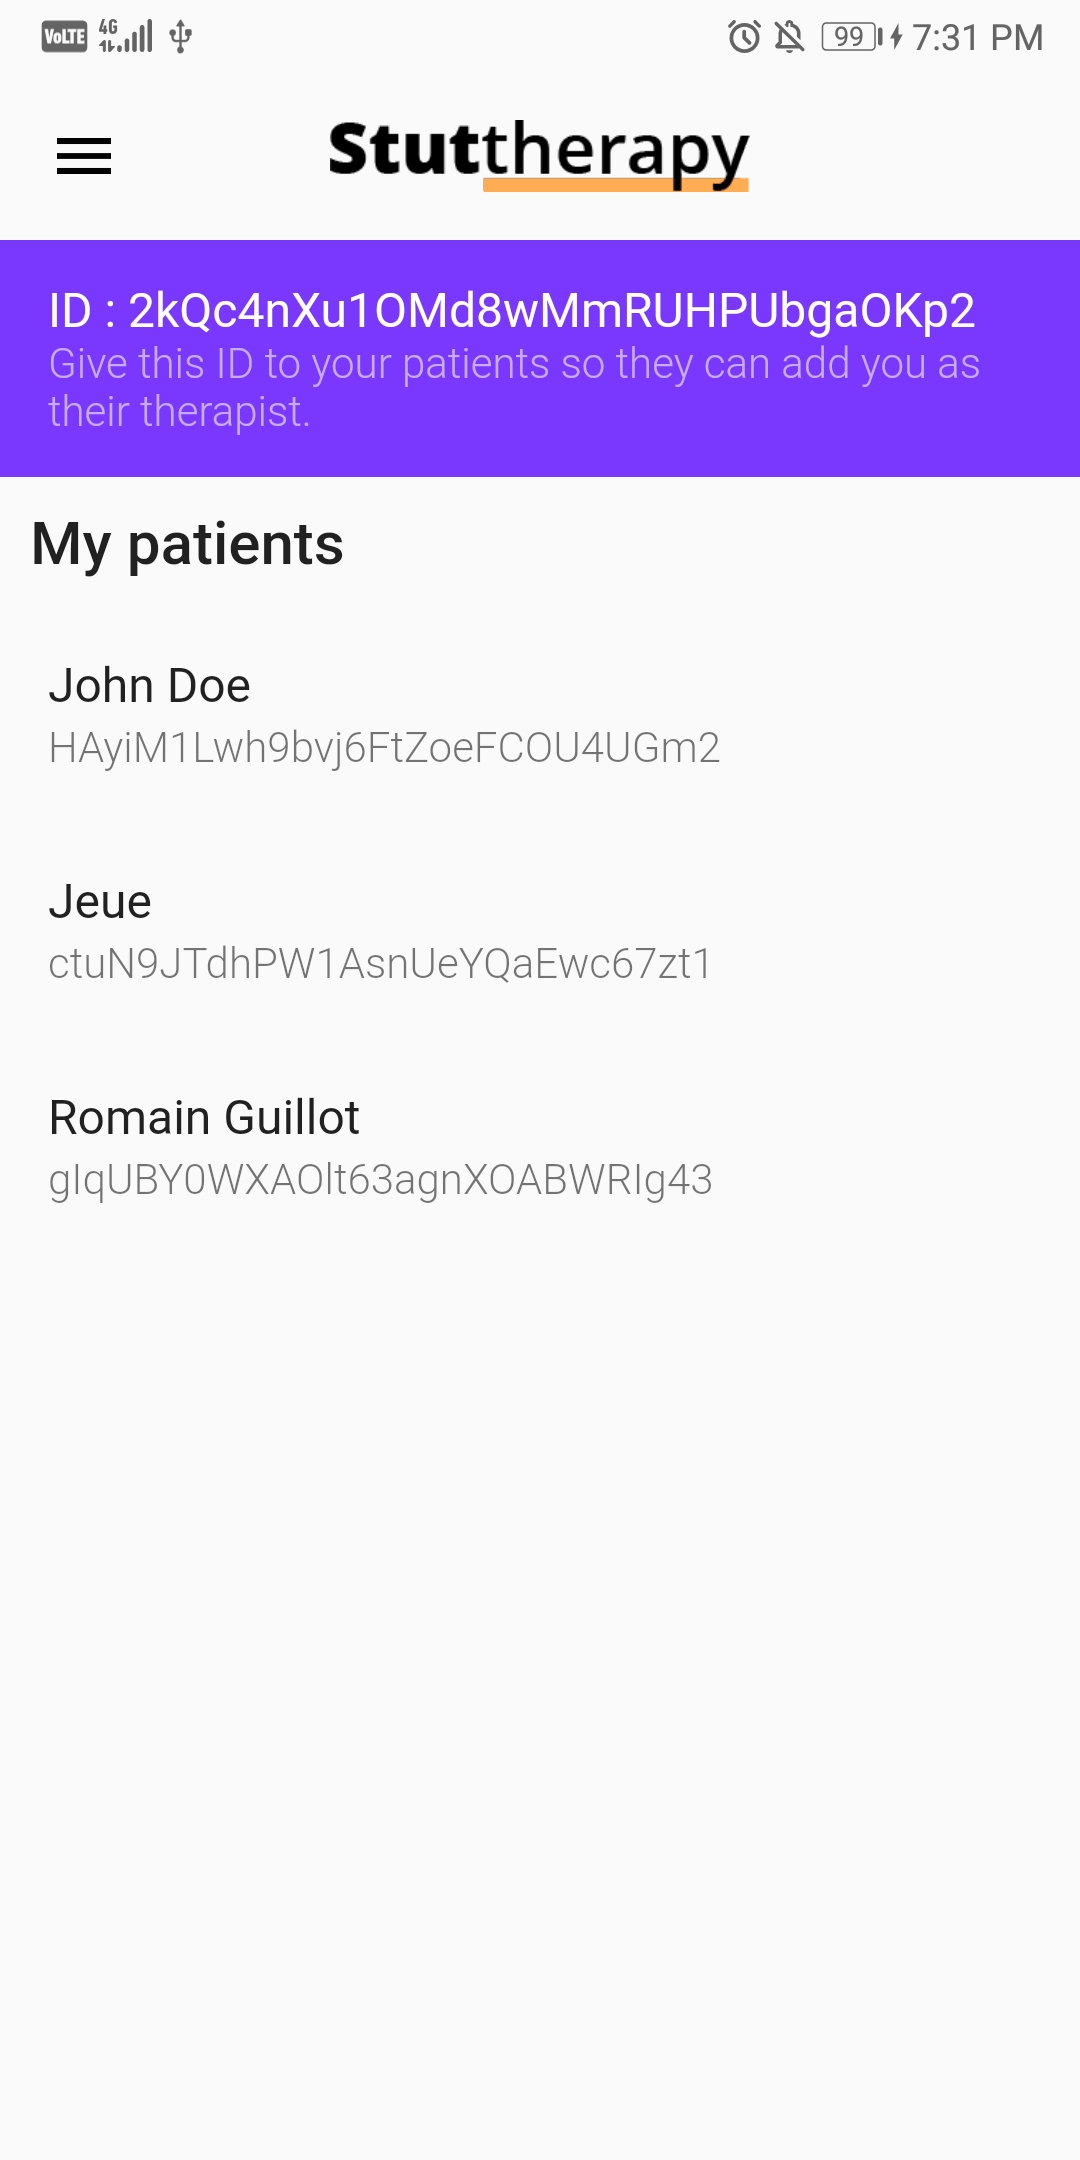 VoLTE 4G 99 7:31 PM
Stuttherapy
ID : 2kQc4nXu1OMd8wMmRUHPUbgaOKp2
Give this ID to your patients so they can add you as
their therapist.
My patients
John Doe
HAyiM1Lwh9bvj6FtZoeFCOU4UGm2
Jeue
ctuN9JTdhPW1AsnUeYQaEwc67zt1
Romain Guillot
gIqUBY0WXAOlt63agnXOABWRIg43